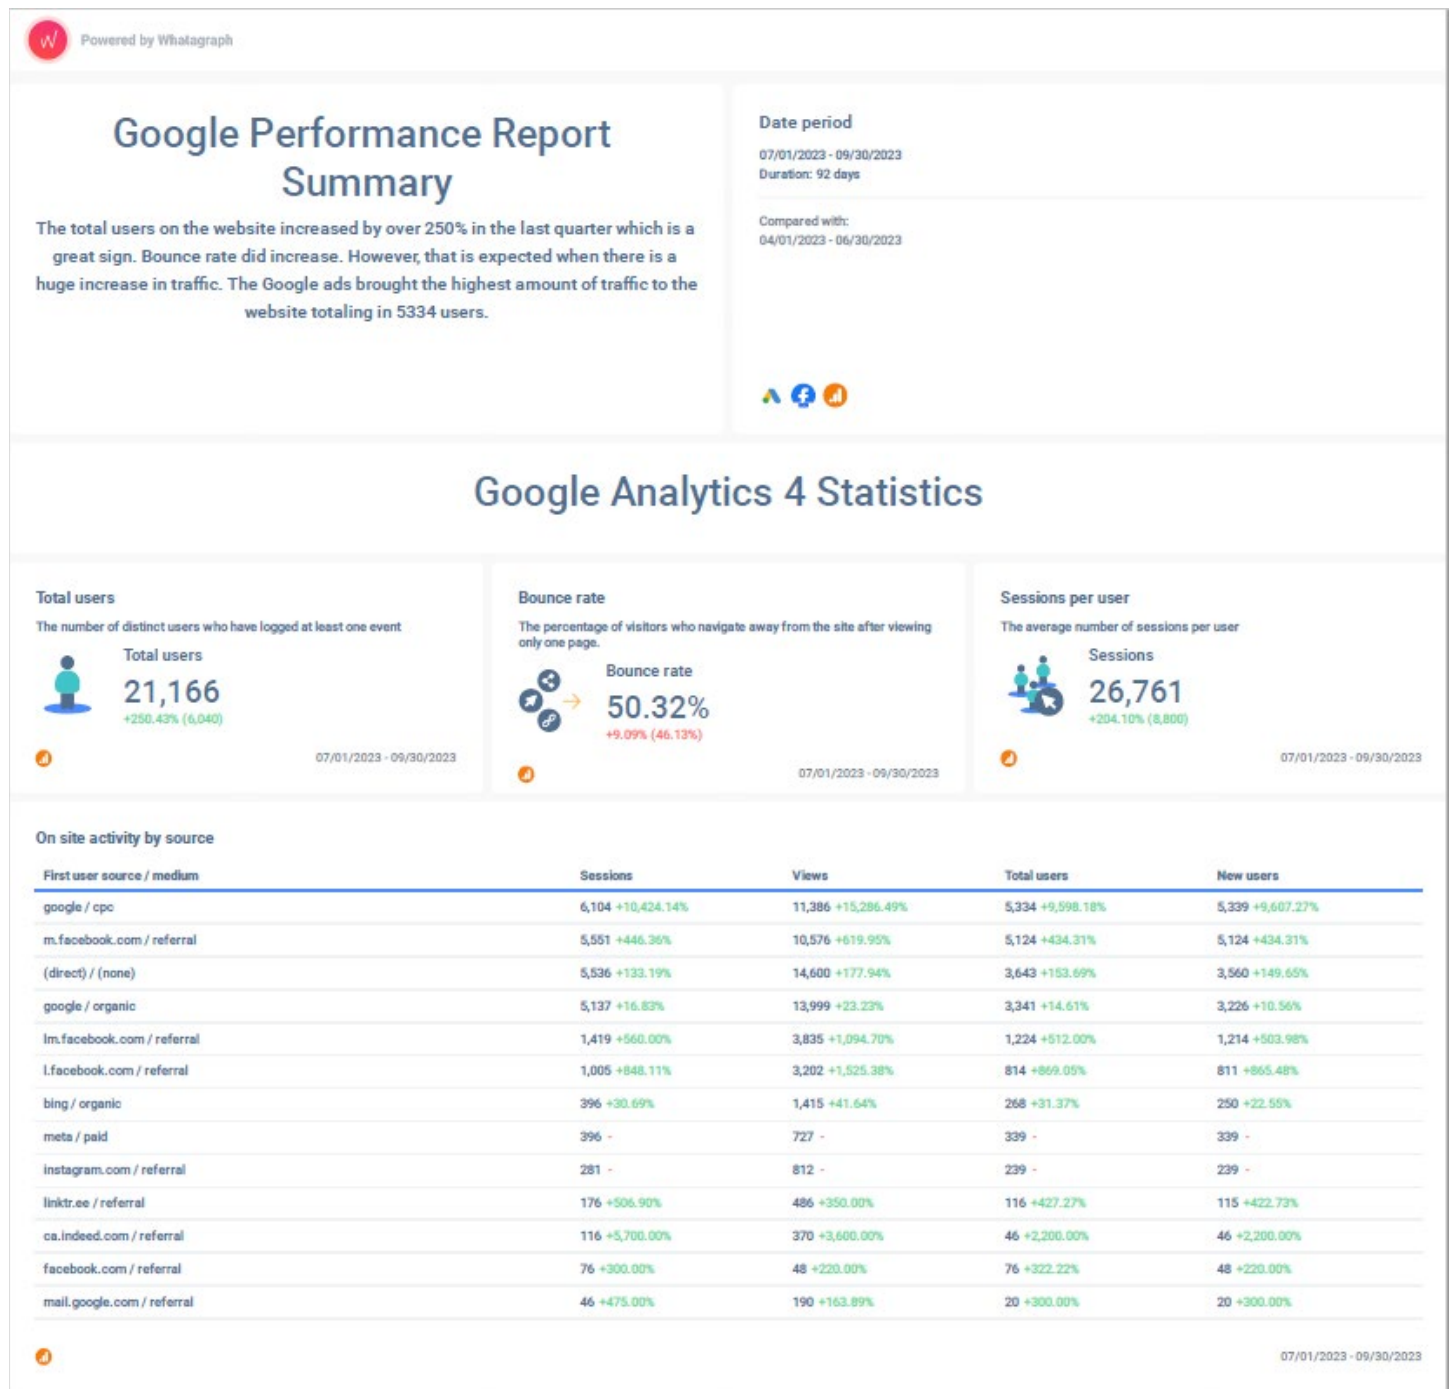 Powered by Whatagraph
Google Performance Report
Summary
The total users on the website increased by over 250% in the last quarter which is a
great sign. Bounce rate did increase. However, that is expected when there is a
huge increase in traffic. The Google ads brought the highest amount of traffic to the
website totaling in 5334 users.
Date period
07/01/2023 - 09/30/2023
Duration: 92 days
Compared with:
04/01/2023 - 06/30/2023
Google Analytics 4 Statistics
Total users
The number of distinct users who have logged at least one event
Total users
21,166
+250.43% (6,040)
07/01/2023 - 09/30/2023
Bounce rate
The percentage of visitors who navigate away from the site after viewing
only one page.
Bounce rate
50.32%
+9.09% (46.13%)
07/01/2023 - 09/30/2023
Sessions per user
The average number of sessions per user
Sessions
26,761
+204.10% (8,800)
07/01/2023 - 09/30/2023
On site activity by source
First user source / medium Sessions Views Total users New users
google / cpc 6,104 +10,424.14% 11,386 +15,286.49% 5,334 +9,598.18% 5,339 +9,607.27%
m.facebook.com / referral 5,551 +446.36% 10,576 +619.95% 5,124 +434.31% 5,124 +434.31%
(direct) / (none) 5,536 +133.19% 14,600 +177.94% 3,643 +153.69% 3,560 +149.65%
google / organic 5,137 +16.83% 13,999 +23.23% 3,341 +14.61% 3,226 +10.56%
lm.facebook.com / referral 1,419 +560.00% 3,835 +1,094.70% 1,224 +512.00% 1,214 +503.98%
l.facebook.com / referral 1,005 +848.11% 3,202 +1,525.38% 814 +869.05% 811 +865.48%
bing / organic 396 +30.69% 1,415 +41.64% 268 +31.37% 250 +22.55%
meta / paid 396 - 727 - 339 - 339 -
instagram.com / referral 281 - 812 - 239 - 239 -
linktr.ee / referral 176 +506.90% 486 +350.00% 116 +427.27% 115 +422.73%
ca.indeed.com / referral 116 +5,700.00% 370 +3,600.00% 46 +2,200.00% 46 +2,200.00%
facebook.com / referral 76 +300.00% 48 +220.00% 76 +322.22% 48 +220.00%
mail.google.com / referral 46 +475.00% 190 +163.89% 20 +300.00% 20 +300.00%
07/01/2023 - 09/30/2023